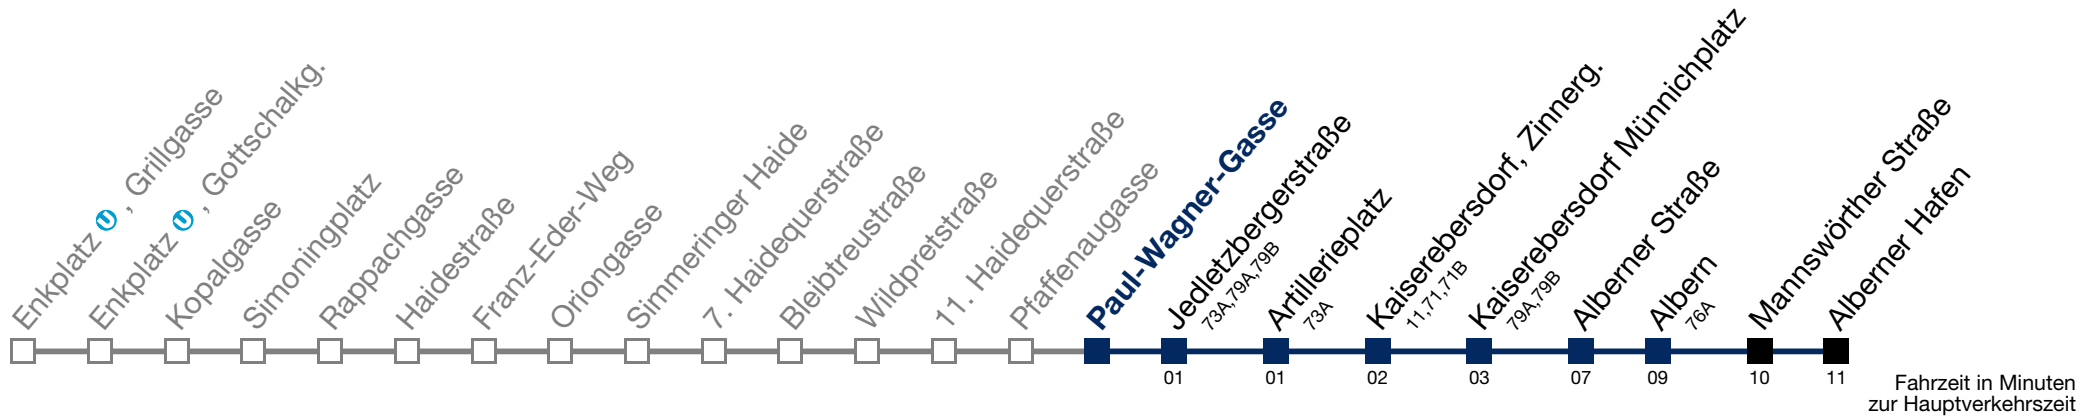 Enkplatz U, Grillgasse
Enkplatz U, Gottschalkg.
Kopalgasse
Simoningplatz
Rappachgasse
Haidestraße
Franz-Eder-Weg
Oriongasse
Simmeringer Haide
7. Haidequerstraße
Bleibtreustraße
Wildpretstraße
11. Haidequerstraße
Pfaffenaugasse
Paul-Wagner-Gasse
Jedletzbergerstraße
73A,79A,79B
Artillerieplatz
73A
Kaiserebersdorf, Zinnerg.
11,71,71B
Kaiserebersdorf Münnichplatz
79A,79B
Alberner Straße
Albern
76A
Mannswörther Straße
Alberner Hafen
01 01 02 03 07 09 10 11
Fahrzeit in Minuten
zur Hauptverkehrszeit